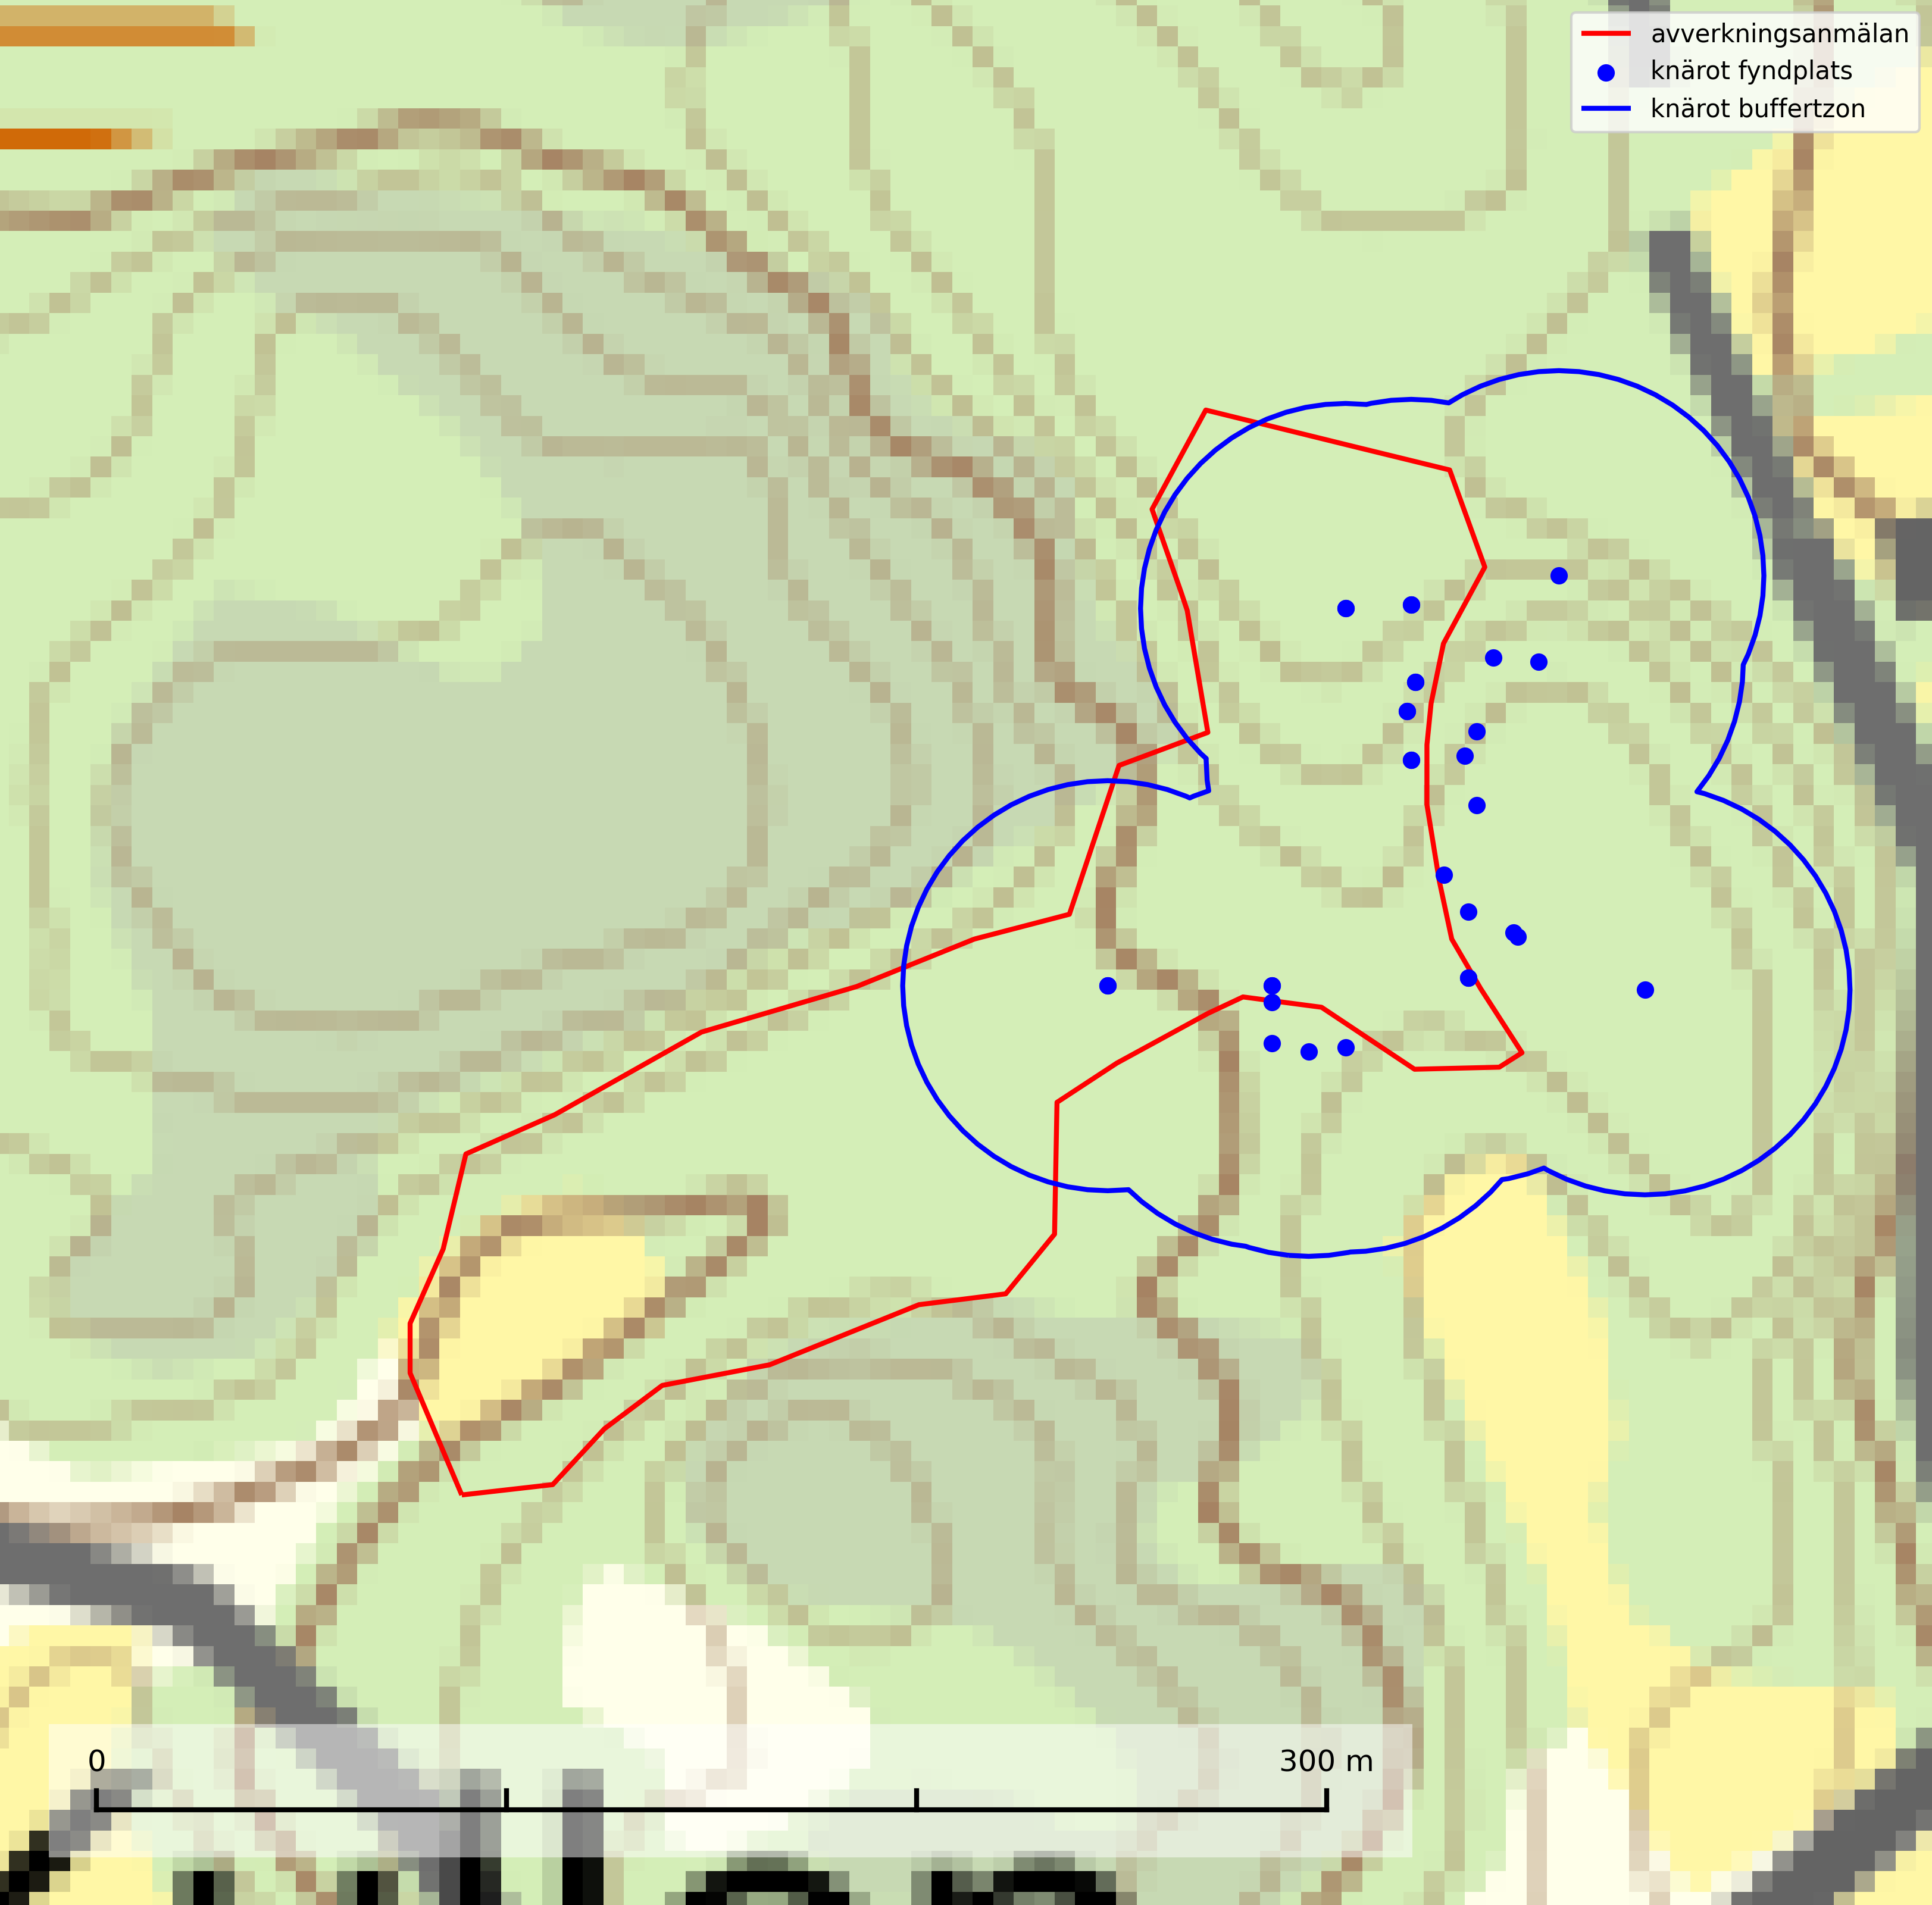 avverkningsanmälan
knärot fyndplats
knärot buffertzon
0
300 m